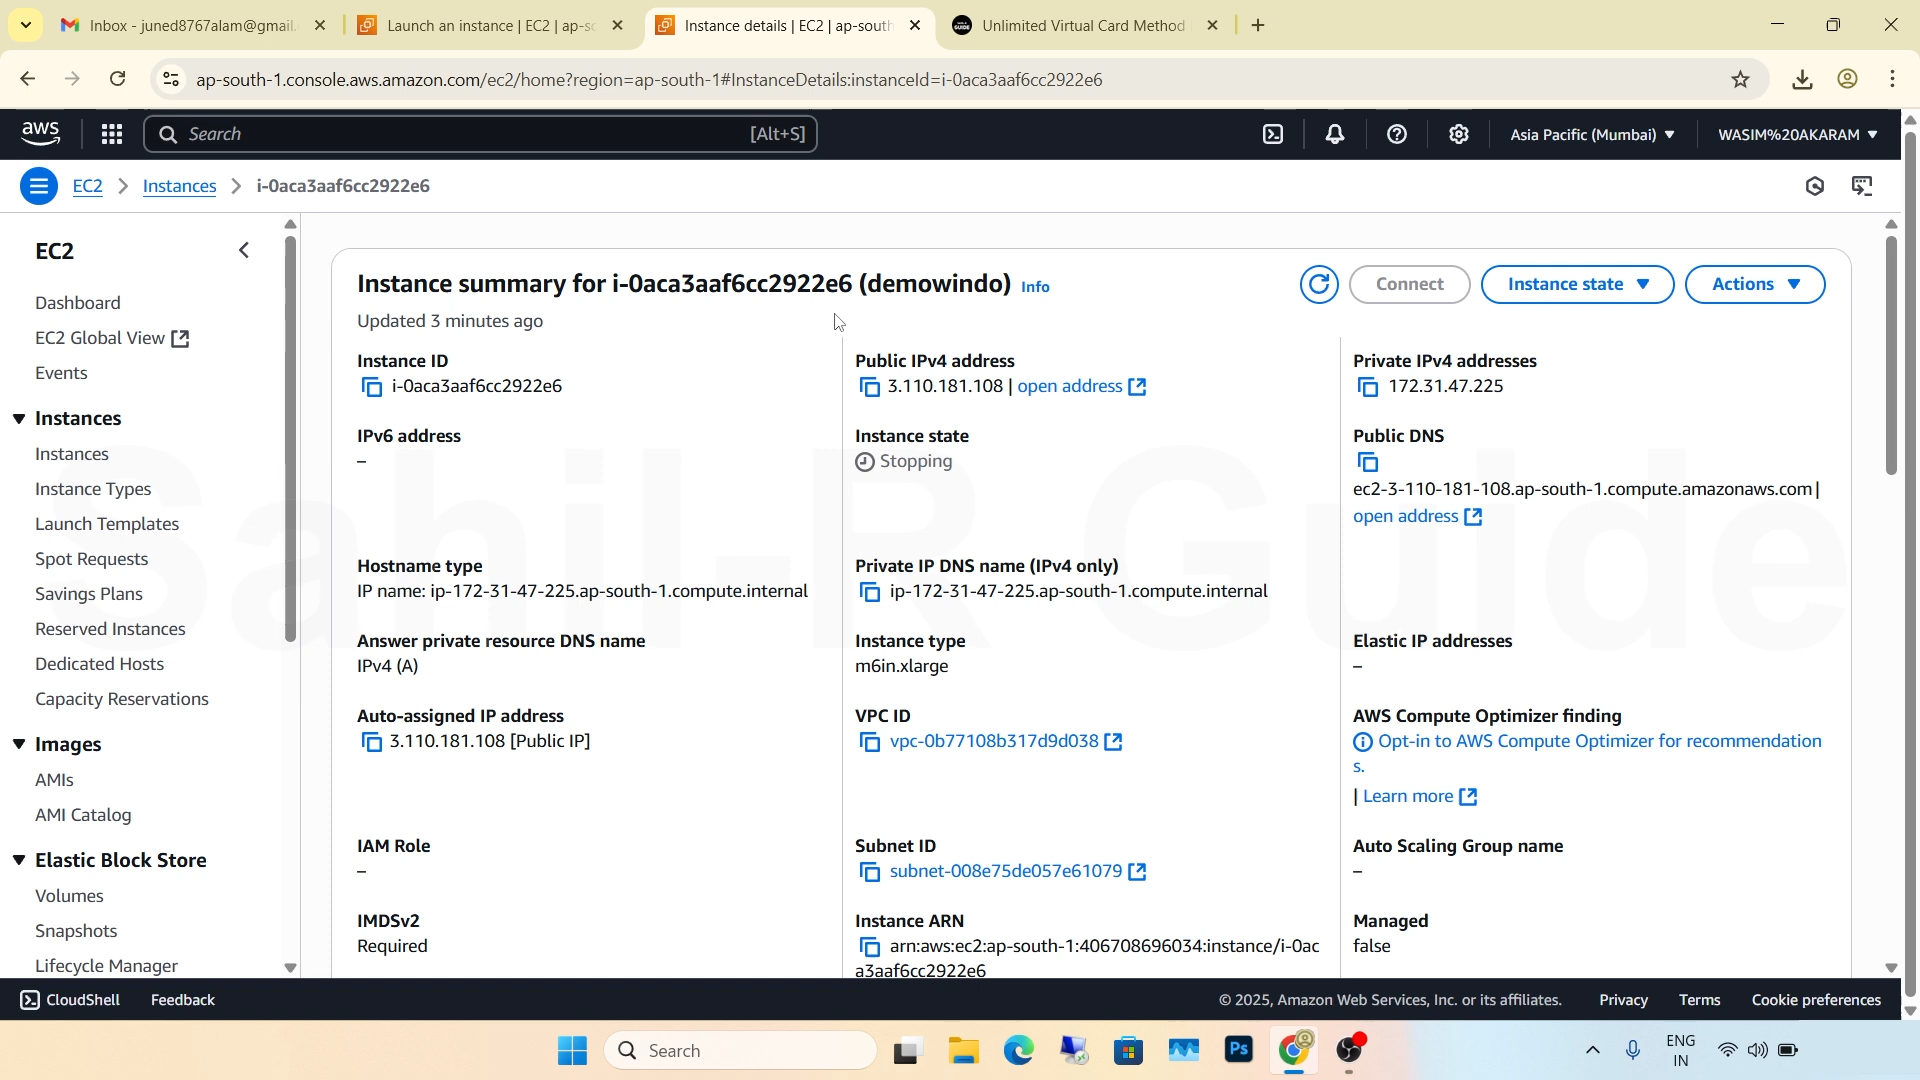 Inbox - juned8767alam@gmail.
Launch an instance | EC2 | ap-so
Instance details | EC2 | ap-south
Unlimited Virtual Card Method
ap-south-1.console.aws.amazon.com/ec2/home?region=ap-south-1#InstanceDetails:instanceId=i-0aca3aaf6cc2922e6
aws
Search
[Alt+S]
Asia Pacific (Mumbai)
WASIM%20AKARAM
EC2
Instances
i-0aca3aaf6cc2922e6
EC2
Dashboard
EC2 Global View
Events
Instances
Instances
Instance Types
Launch Templates
Spot Requests
Savings Plans
Reserved Instances
Dedicated Hosts
Capacity Reservations
Images
AMIs
AMI Catalog
Elastic Block Store
Volumes
Snapshots
Lifecycle Manager
Instance summary for i-0aca3aaf6cc2922e6 (demowindo) Info
Updated 3 minutes ago
Connect
Instance state
Actions
Instance ID
i-0aca3aaf6cc2922e6
Public IPv4 address
3.110.181.108 | open address
Private IPv4 addresses
172.31.47.225
IPv6 address
–
Instance state
Stopping
Public DNS
ec2-3-110-181-108.ap-south-1.compute.amazonaws.com |
open address
Hostname type
IP name: ip-172-31-47-225.ap-south-1.compute.internal
Private IP DNS name (IPv4 only)
ip-172-31-47-225.ap-south-1.compute.internal
Answer private resource DNS name
IPv4 (A)
Instance type
m6in.xlarge
Elastic IP addresses
–
Auto-assigned IP address
3.110.181.108 [Public IP]
VPC ID
vpc-0b77108b317d9d038
AWS Compute Optimizer finding
Opt-in to AWS Compute Optimizer for recommendation
s.
| Learn more
IAM Role
–
Subnet ID
subnet-008e75de057e61079
Auto Scaling Group name
–
IMDSv2
Required
Instance ARN
arn:aws:ec2:ap-south-1:406708696034:instance/i-0ac
a3aaf6cc2922e6
Managed
false
Sahil-R Guide
CloudShell
Feedback
© 2025, Amazon Web Services, Inc. or its affiliates.
Privacy
Terms
Cookie preferences
Search
Ps
ENG
IN